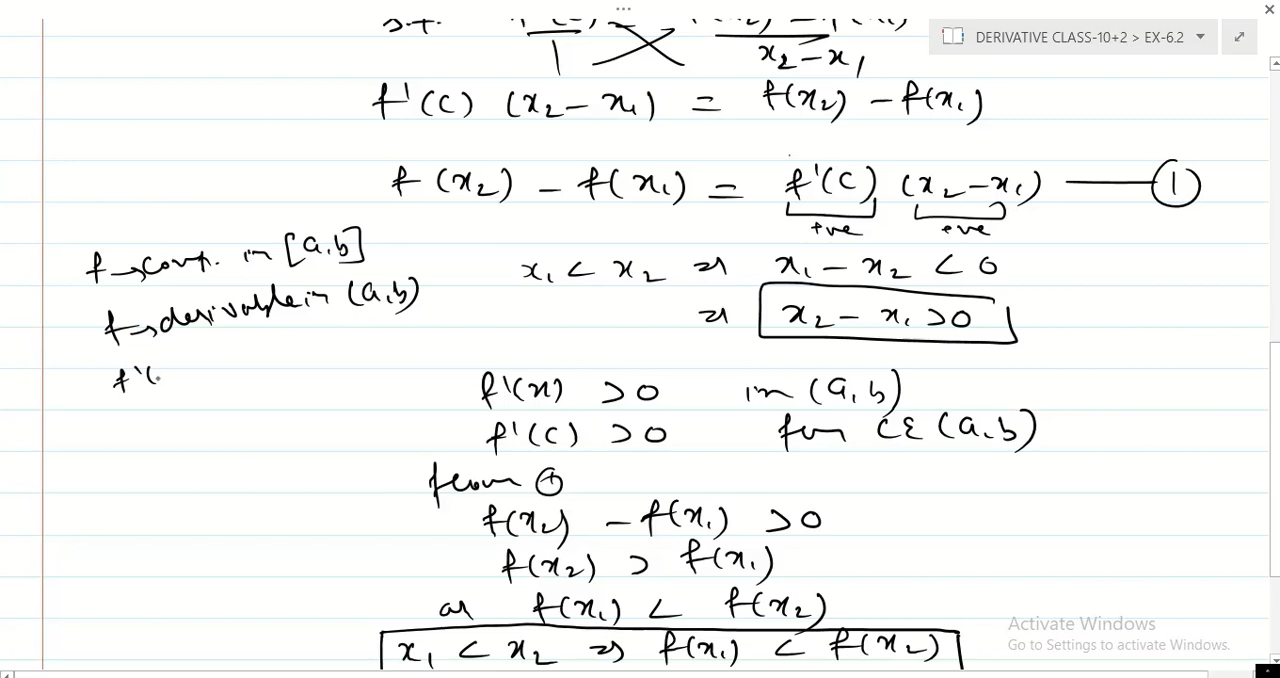 DERIVATIVE CLASS-10+2 > EX-6.2
x₂ – x₁
f'(c) (x₂ – x₁) = f(x₂) – f(x₁)
f(x₂) – f(x₁) = f'(c) (x₂ – x₁) —— ①
+ve +ve
f → cont. in [a,b]
x₁ < x₂ ⇒ x₁ – x₂ < 0
f → derivable in (a,b)
⇒ x₂ – x₁ > 0
f'(
f'(x) > 0 in (a,b)
f'(c) > 0 for c ∈ (a,b)
from ①
f(x₂) – f(x₁) > 0
f(x₂) > f(x₁)
or f(x₁) < f(x₂)
x₁ < x₂ ⇒ f(x₁) < f(x₂)
Activate Windows
Go to Settings to activate Windows.